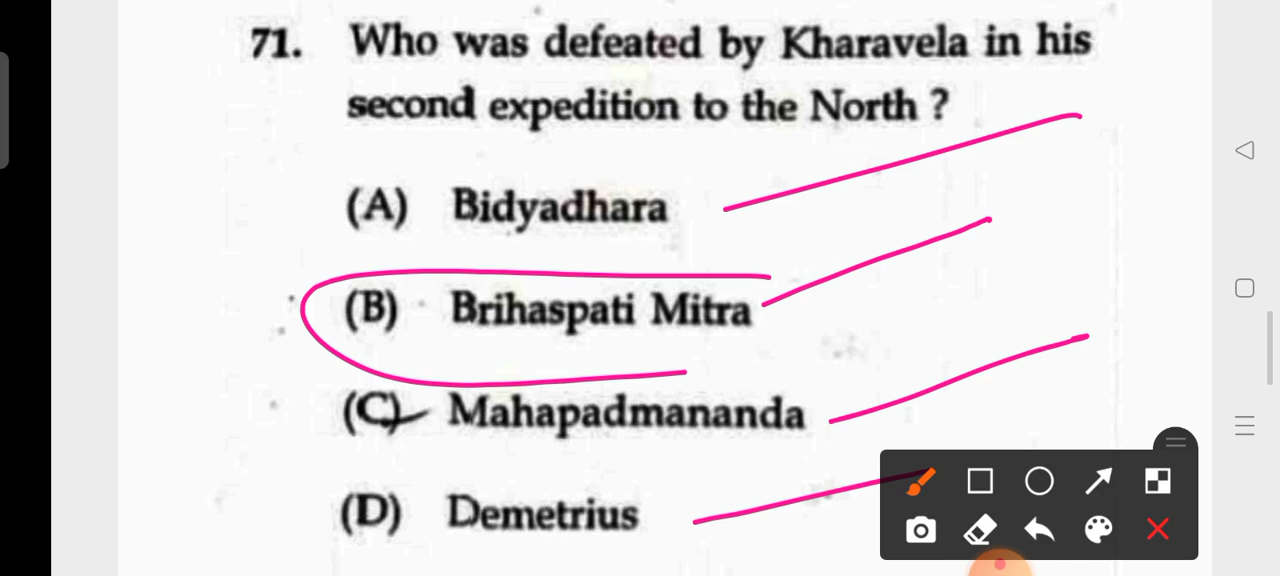 71. Who was defeated by Kharavela in his
second expedition to the North ?
(A) Bidyadhara
(B) Brihaspati Mitra
(C) Mahapadmananda
(D) Demetrius